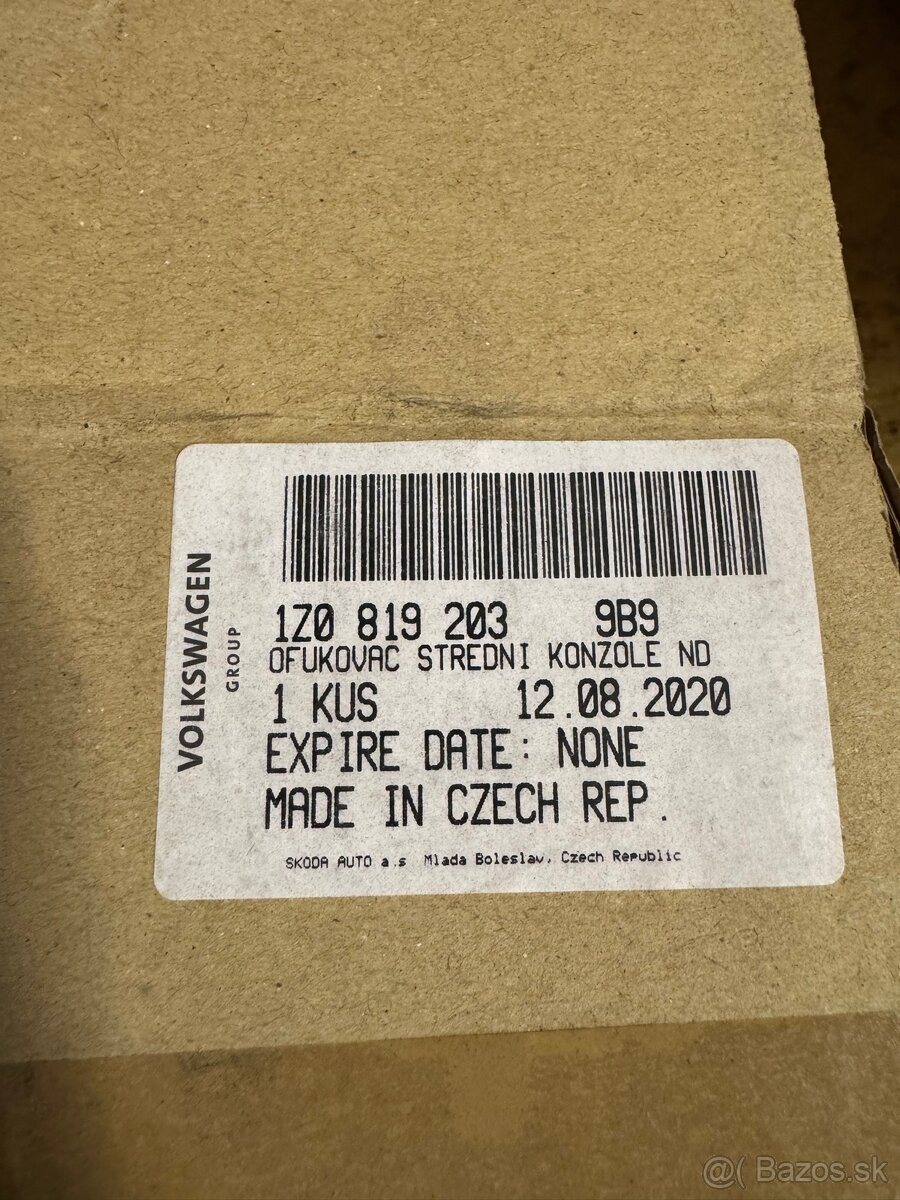 VOLKSWAGEN
GROUP
1Z0 819 203 9B9
OFUKOVAC STREDNI KONZOLE ND
1 KUS 12.08.2020
EXPIRE DATE: NONE
MADE IN CZECH REP.
SKODA AUTO a.s Mlada Boleslav, Czech Republic
@( Bazos.sk